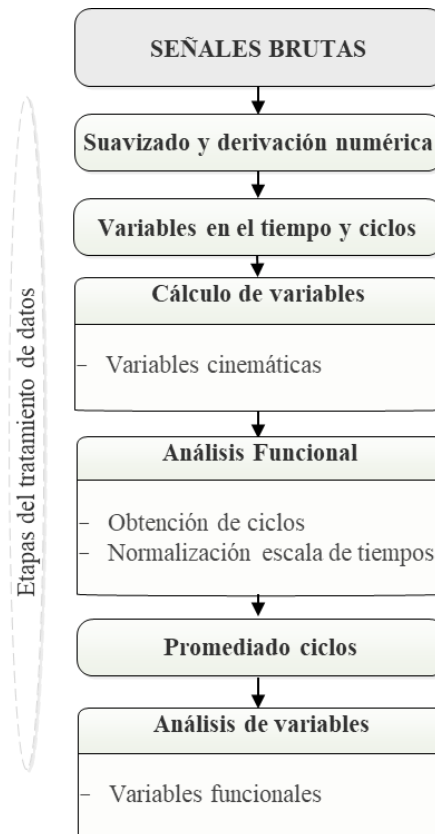 SEÑALES BRUTAS
Suavizado y derivación numérica
Variables en el tiempo y ciclos
Cálculo de variables
- Variables cinemáticas
Análisis Funcional
- Obtención de ciclos
- Normalización escala de tiempos
Promediado ciclos
Análisis de variables
- Variables funcionales
Etapas del tratamiento de datos